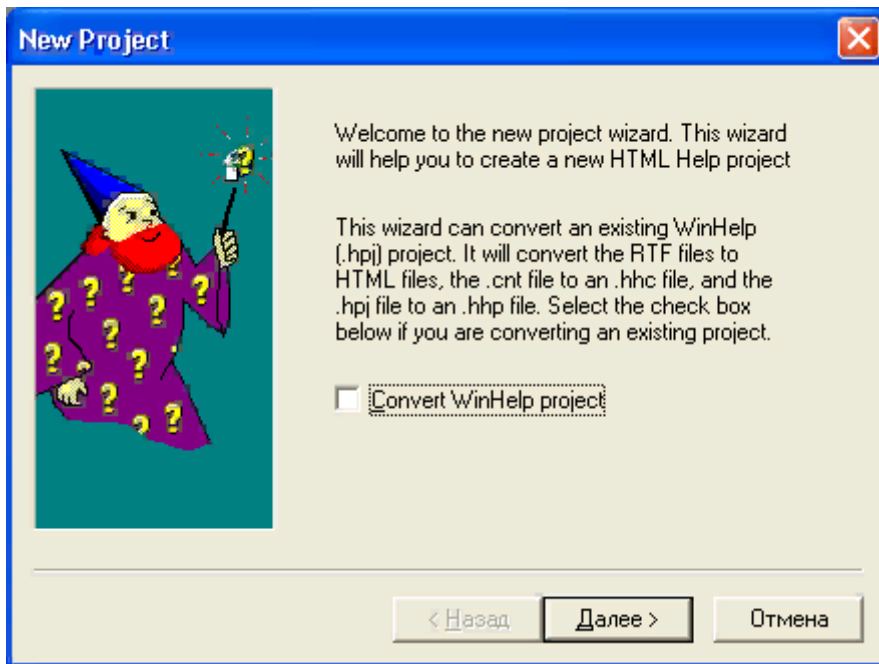 New Project
Welcome to the new project wizard. This wizard
will help you to create a new HTML Help project
This wizard can convert an existing WinHelp
(.hpj) project. It will convert the RTF files to
HTML files, the .cnt file to an .hhc file, and the
.hpj file to an .hhp file. Select the check box
below if you are converting an existing project.
Convert WinHelp project
< Назад
Далее >
Отмена